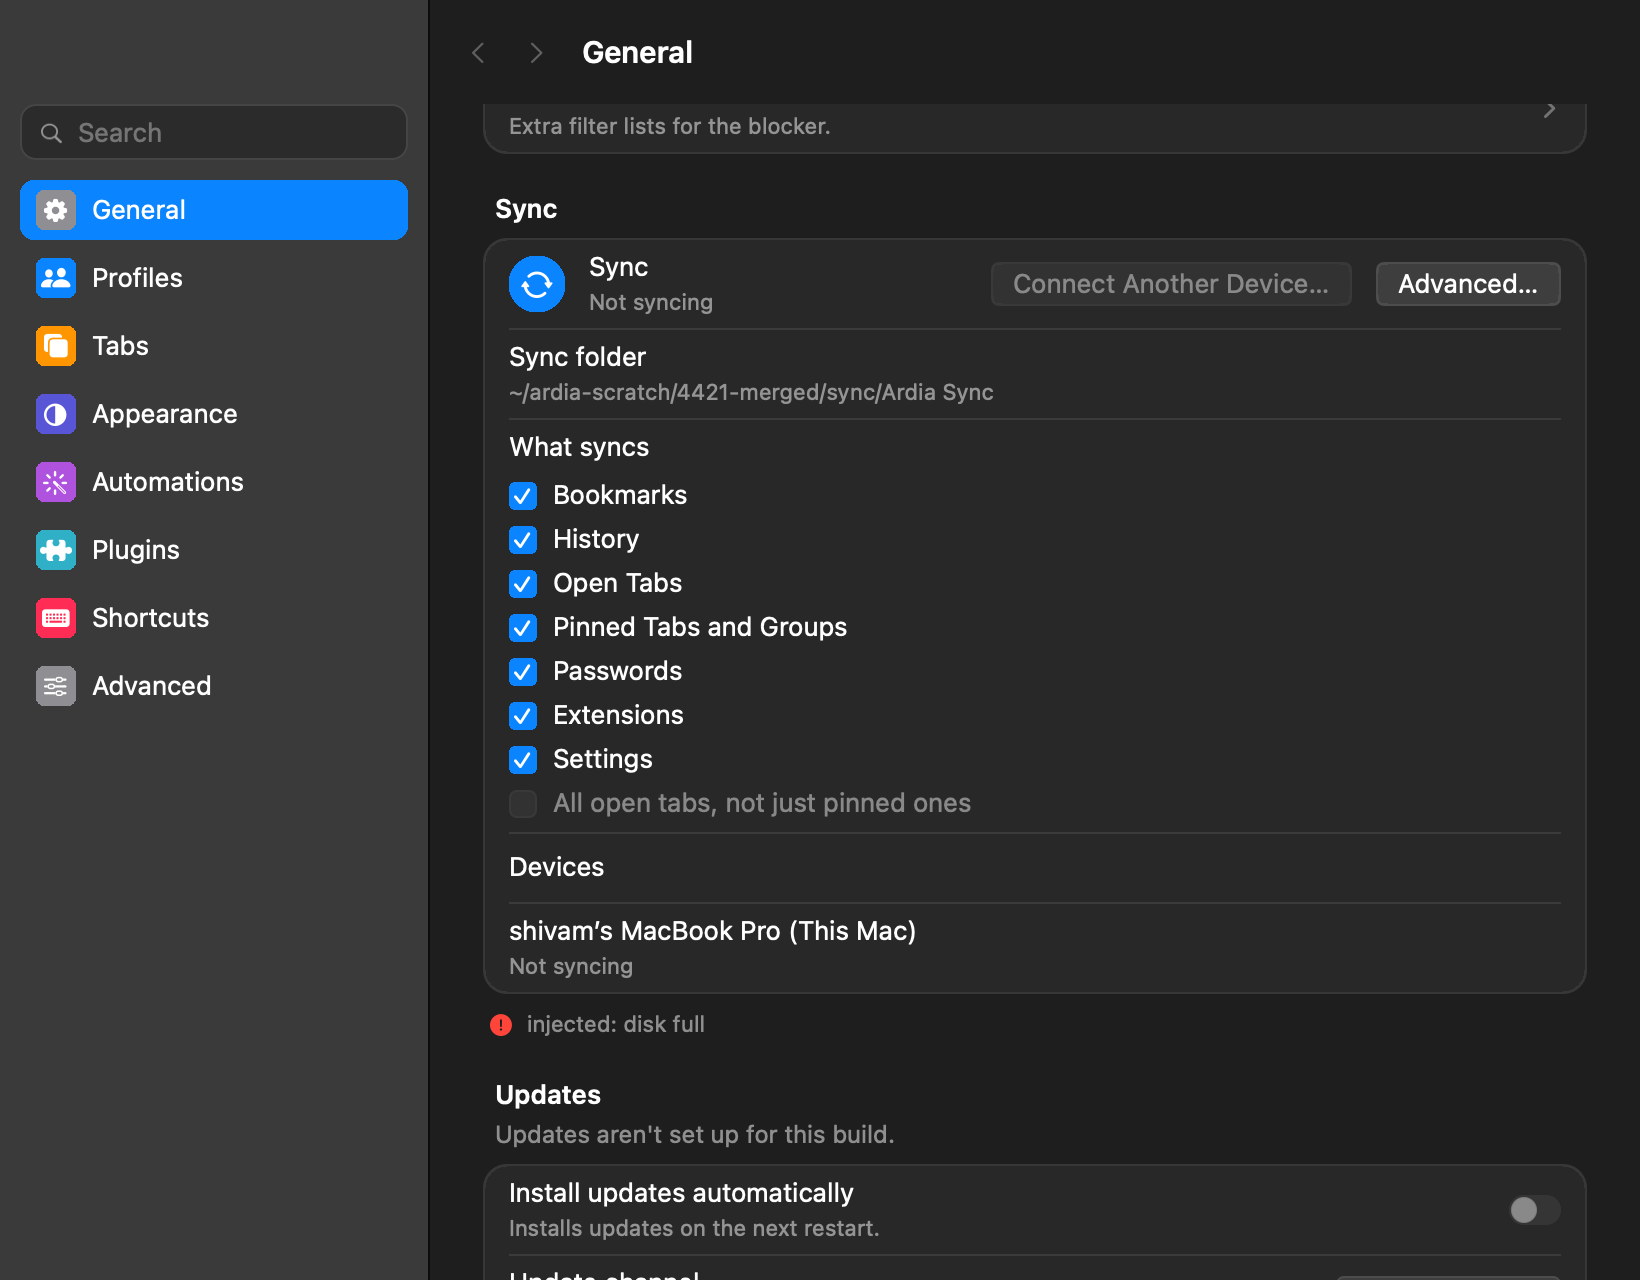 General
Search
Extra filter lists for the blocker.
General
Sync
Profiles
Sync
Not syncing
Connect Another Device...
Advanced...
Tabs
Sync folder
~/ardia-scratch/4421-merged/sync/Ardia Sync
Appearance
What syncs
Automations
Bookmarks
History
Plugins
Open Tabs
Shortcuts
Pinned Tabs and Groups
Advanced
Passwords
Extensions
Settings
All open tabs, not just pinned ones
Devices
shivam’s MacBook Pro (This Mac)
Not syncing
injected: disk full
Updates
Updates aren't set up for this build.
Install updates automatically
Installs updates on the next restart.
Update channel